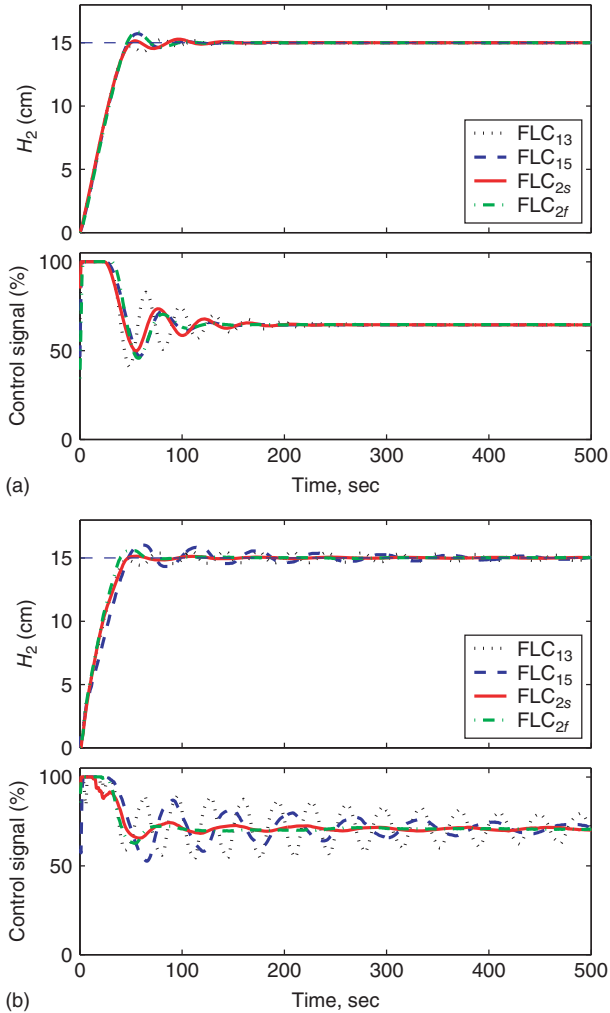 H2 (cm)
15
10
5
0
FLC13
FLC15
FLC2s
FLC2f
Control signal (%)
100
50
0
0 100 200 300 400 500
(a)
Time, sec
H2 (cm)
15
10
5
0
FLC13
FLC15
FLC2s
FLC2f
Control signal (%)
100
50
0
0 100 200 300 400 500
(b)
Time, sec